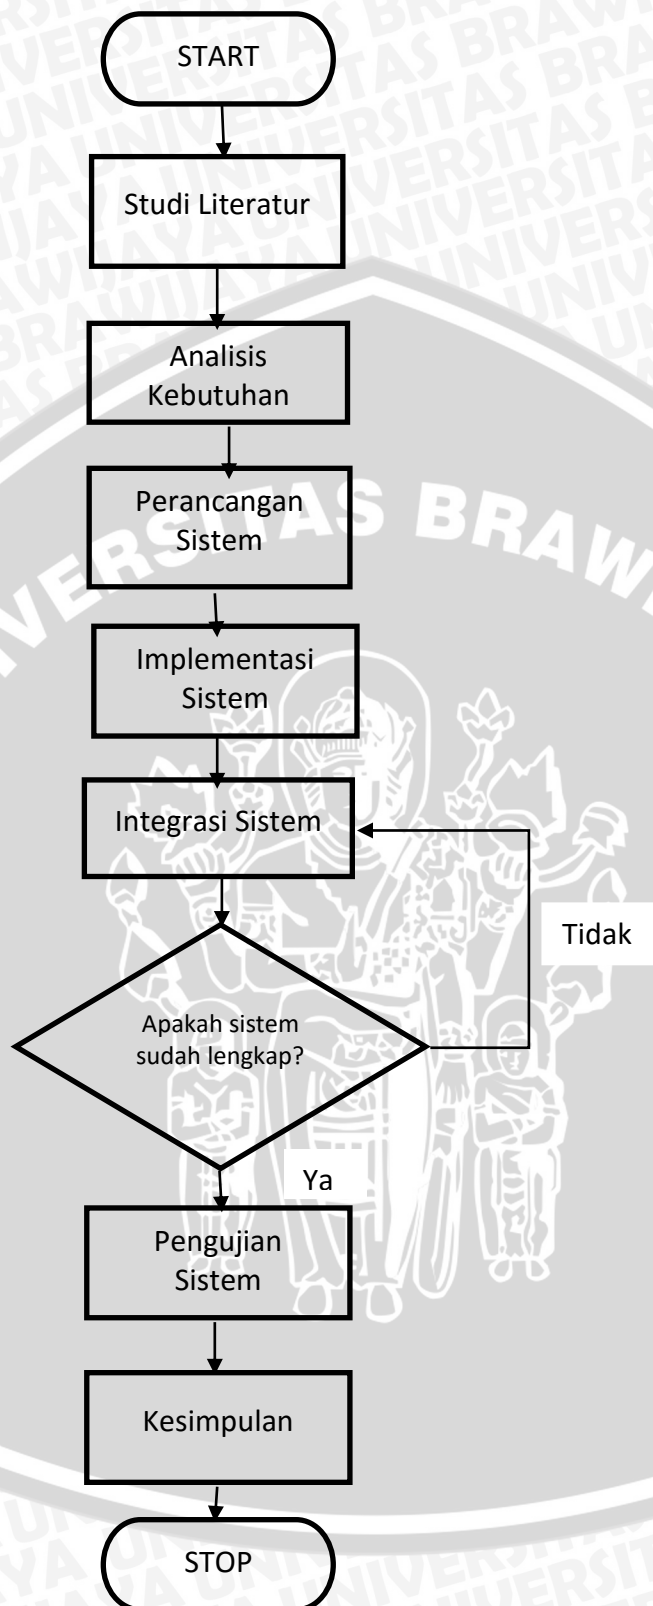 START
Studi Literatur
Analisis
Kebutuhan
Perancangan
Sistem
Implementasi
Sistem
Integrasi Sistem
Tidak
Apakah sistem
sudah lengkap?
Ya
Pengujian
Sistem
Kesimpulan
STOP